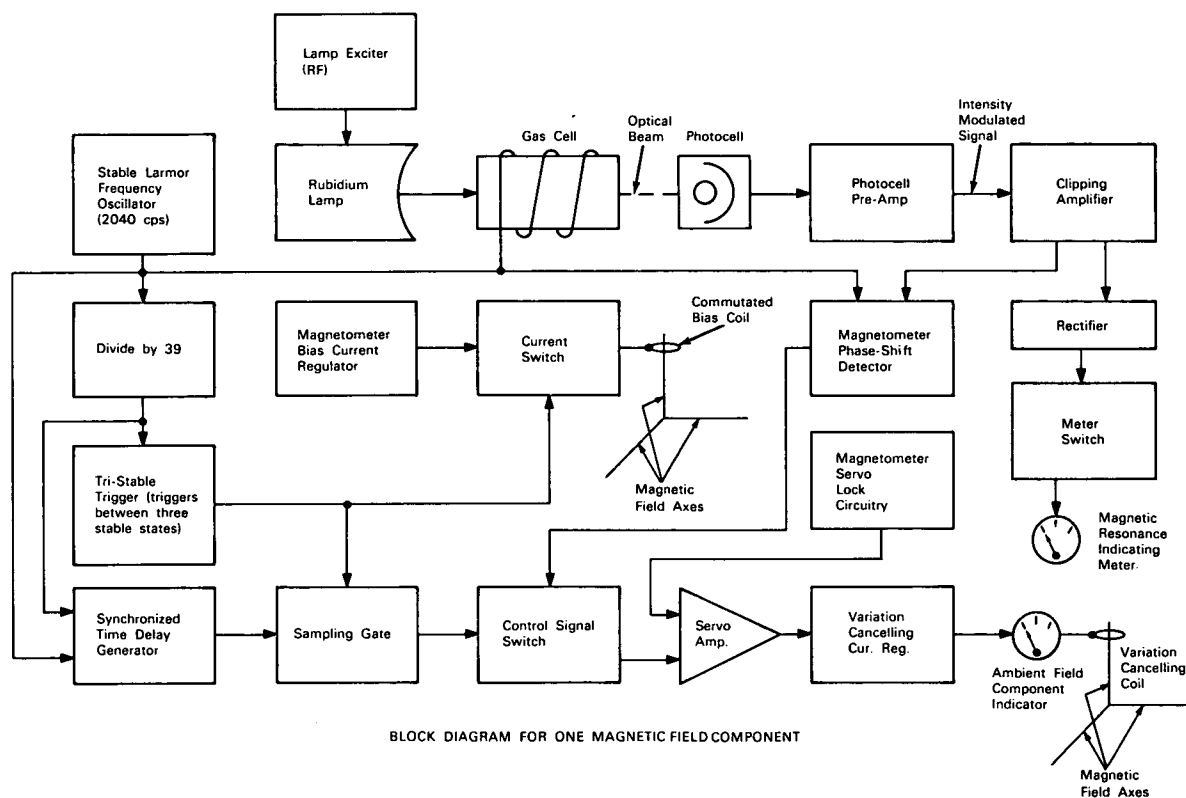 Lamp Exciter
(RF)
Stable Larmor
Frequency
Oscillator
(2040 cps)
Rubidium
Lamp
Gas Cell
Optical
Beam
Photocell
Photocell
Pre-Amp
Intensity
Modulated
Signal
Clipping
Amplifier
Divide by 39
Magnetometer
Bias Current
Regulator
Current
Switch
Commutated
Bias Coil
Magnetometer
Phase-Shift
Detector
Rectifier
Meter
Switch
Tri-Stable
Trigger (triggers
between three
stable states)
Magnetic
Field Axes
Magnetometer
Servo
Lock
Circuitry
Magnetic
Resonance
Indicating
Meter
Synchronized
Time Delay
Generator
Sampling Gate
Control Signal
Switch
Servo
Amp.
Variation
Cancelling
Cur. Reg.
Ambient Field
Component
Indicator
Variation
Cancelling
Coil
Magnetic
Field Axes
BLOCK DIAGRAM FOR ONE MAGNETIC FIELD COMPONENT